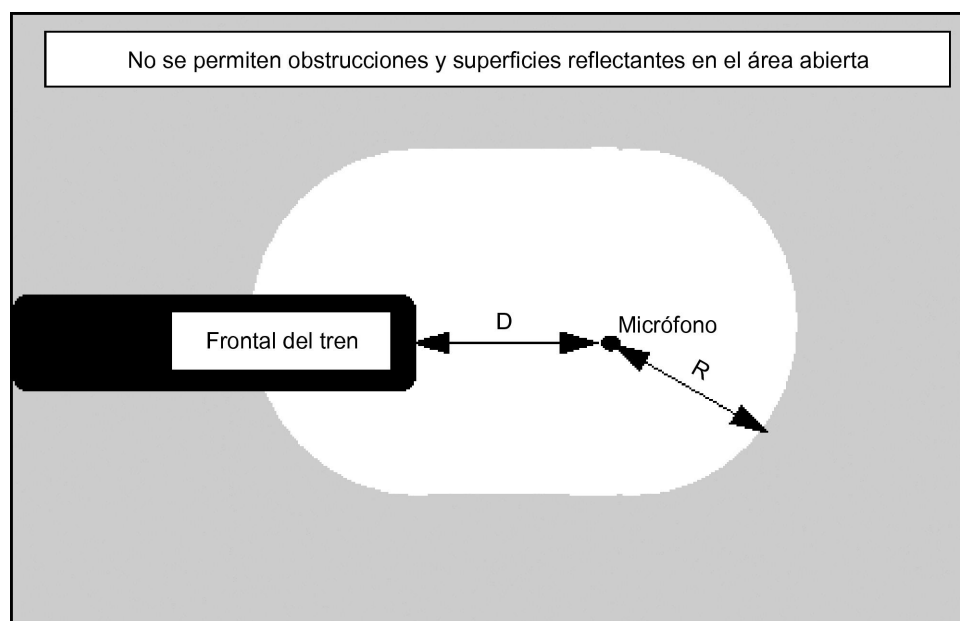 No se permiten obstrucciones y superficies reflectantes en el área abierta
D
Micrófono
Frontal del tren
R